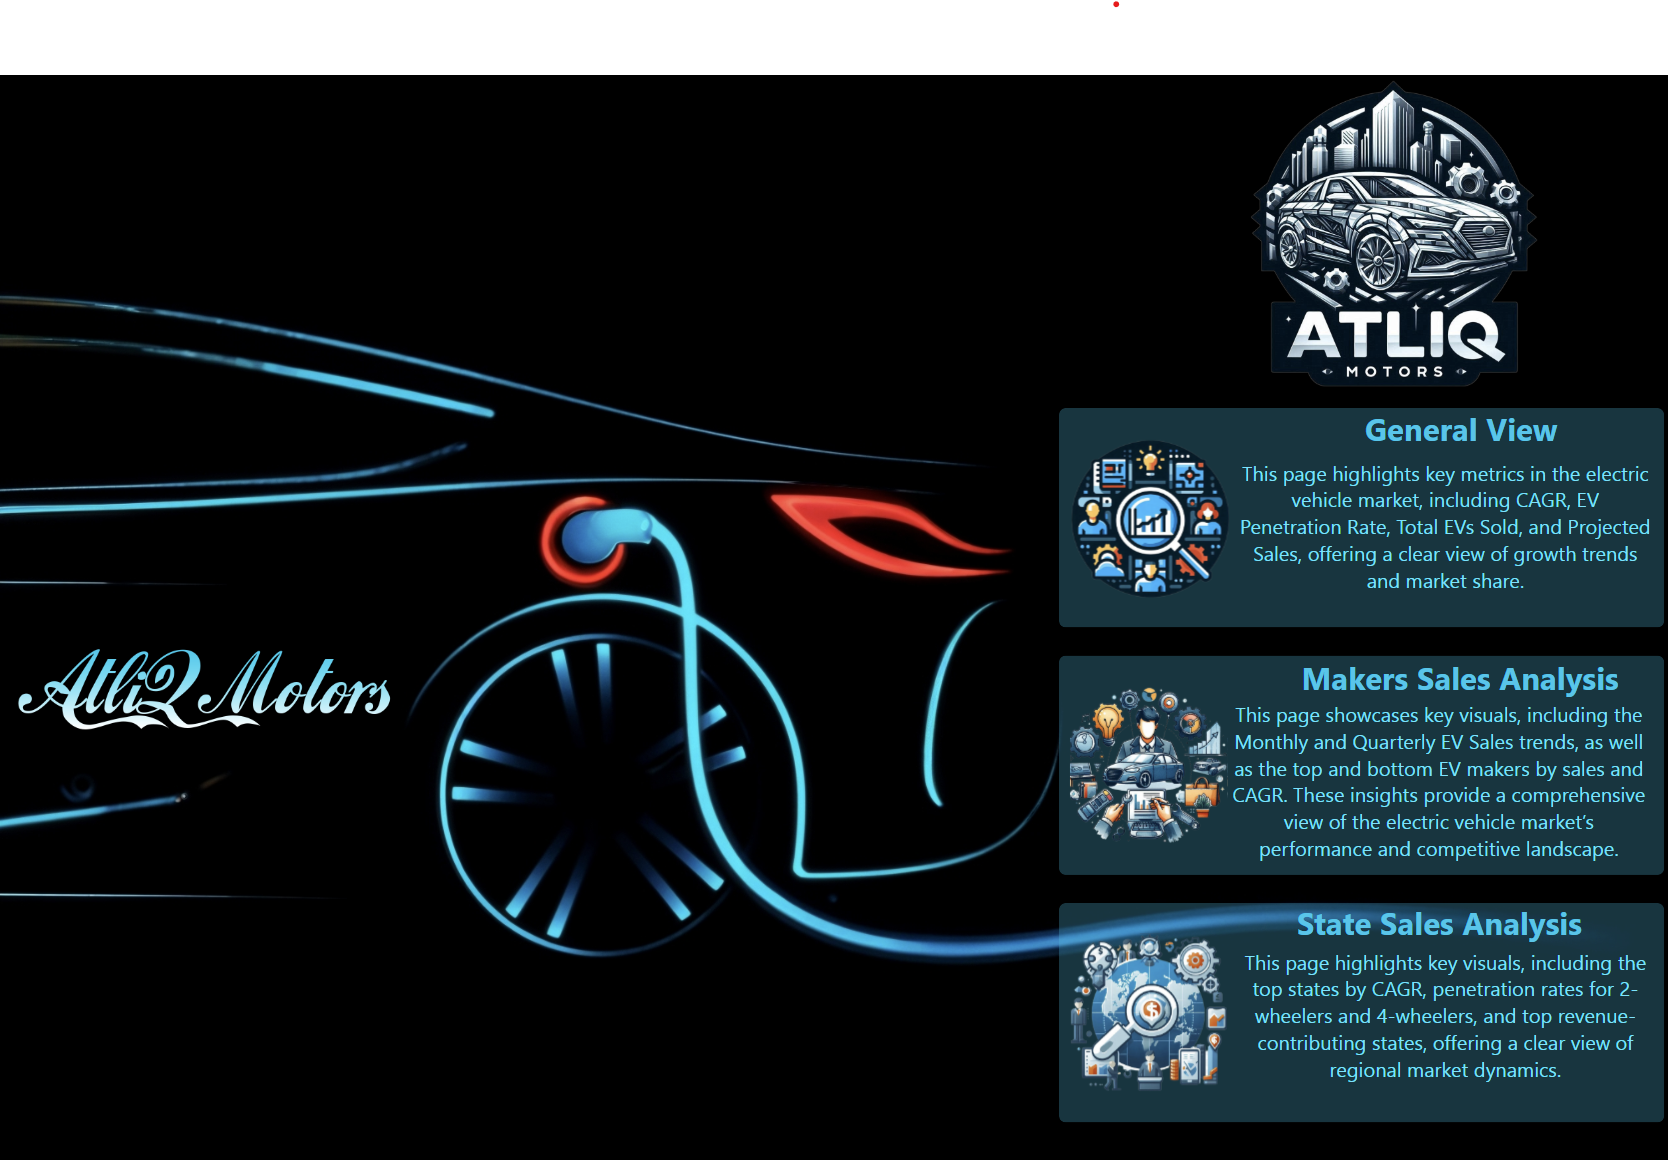 ATLIQ
MOTORS
General View
This page highlights key metrics in the electric
vehicle market, including CAGR, EV
Penetration Rate, Total EVs Sold, and Projected
Sales, offering a clear view of growth trends
and market share.
AtliQ Motors
Makers Sales Analysis
This page showcases key visuals, including the
Monthly and Quarterly EV Sales trends, as well
as the top and bottom EV makers by sales and
CAGR. These insights provide a comprehensive
view of the electric vehicle market’s
performance and competitive landscape.
State Sales Analysis
This page highlights key visuals, including the
top states by CAGR, penetration rates for 2-
wheelers and 4-wheelers, and top revenue-
contributing states, offering a clear view of
regional market dynamics.